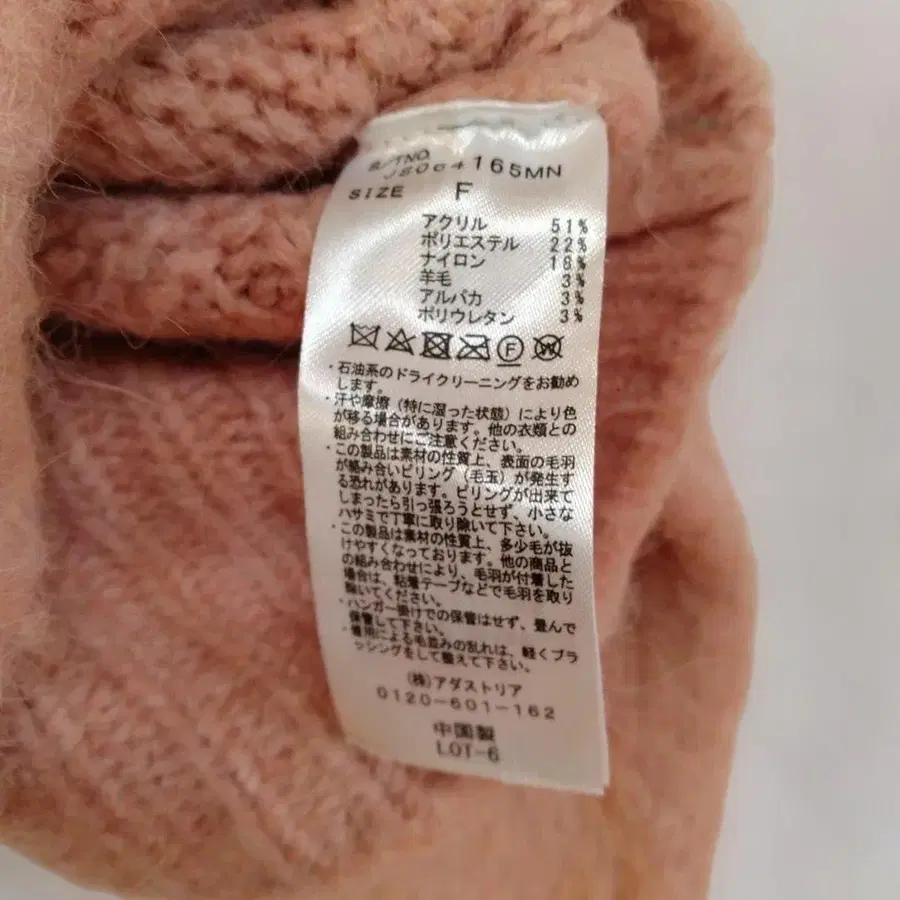 S/TNO.
JS064165MN
SIZE F
アクリル 51%
ポリエステル 22%
ナイロン 18%
羊毛 3%
アルパカ 3%
ポリウレタン 3%
F W
・石油系のドライクリーニングをお勧め
します。
・汗や摩擦（特に湿った状態）により色
が移る場合があります。他の衣類との
組み合わせにご注意ください。
・この製品は素材の性質上、表面の毛羽
が絡み合いピリング（毛玉）が発生す
る恐れがあります。ピリングが出来て
しまったら引っ張ろうとせず、小さな
ハサミで丁寧に取り除いて下さい。
・この製品は素材の性質上、多少毛が抜
けやすくなっております。他の商品と
の組み合わせにより、毛羽が付着した
場合は、粘着テープなどで毛羽を取り
除いてください。
・ハンガー掛けでの保管はせず、畳んで
保管して下さい。
・着用による毛並みの乱れは、軽くブラ
ッシングをして整えて下さい。
(株)アダストリア
0120-601-162
中国製
LOT-6